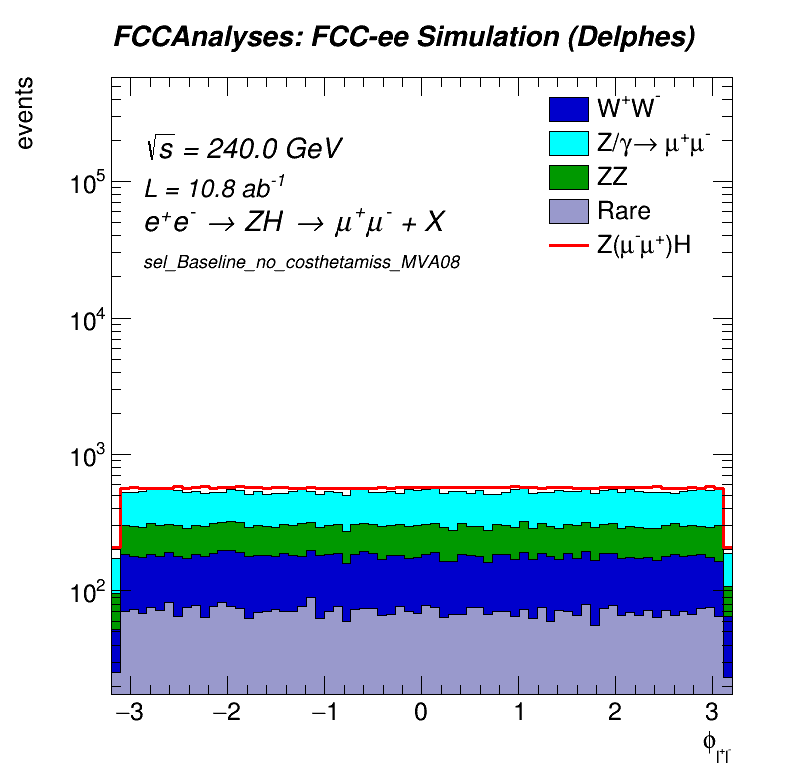 FCCAnalyses: FCC-ee Simulation (Delphes)
events
√s = 240.0 GeV
L = 10.8 ab⁻¹
e⁺e⁻ → ZH → μ⁺μ⁻ + X
sel_Baseline_no_costhetamiss_MVA08
W⁺W⁻
Z/γ→ μ⁺μ⁻
ZZ
Rare
Z(μ⁻μ⁺)H
10⁵
10⁴
10³
10²
−3 −2 −1 0 1 2 3
ϕ_l⁺l⁻